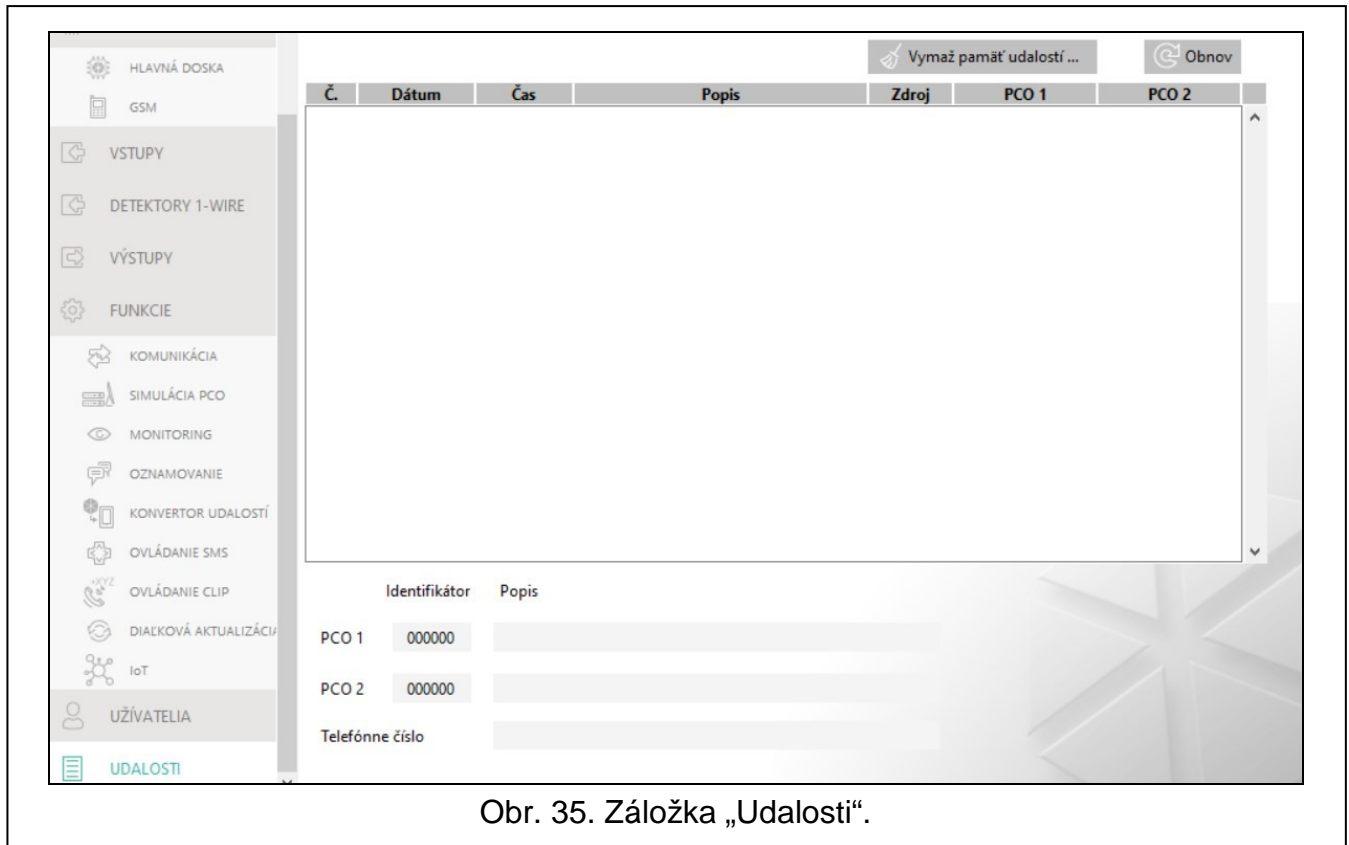 HLAVNÁ DOSKA
GSM
VSTUPY
DETEKTORY 1-WIRE
VÝSTUPY
FUNKCIE
KOMUNIKÁCIA
SIMULÁCIA PCO
MONITORING
OZNAMOVANIE
KONVERTOR UDALOSTÍ
OVLÁDANIE SMS
XYZ
OVLÁDANIE CLIP
DIAĽKOVÁ AKTUALIZÁCIA
IoT
UŽÍVATELIA
UDALOSTI
Vymaž pamäť udalostí ... Obnov
Č. Dátum Čas Popis Zdroj PCO 1 PCO 2
Identifikátor Popis
PCO 1 000000
PCO 2 000000
Telefónne číslo
Obr. 35. Záložka „Udalosti“.